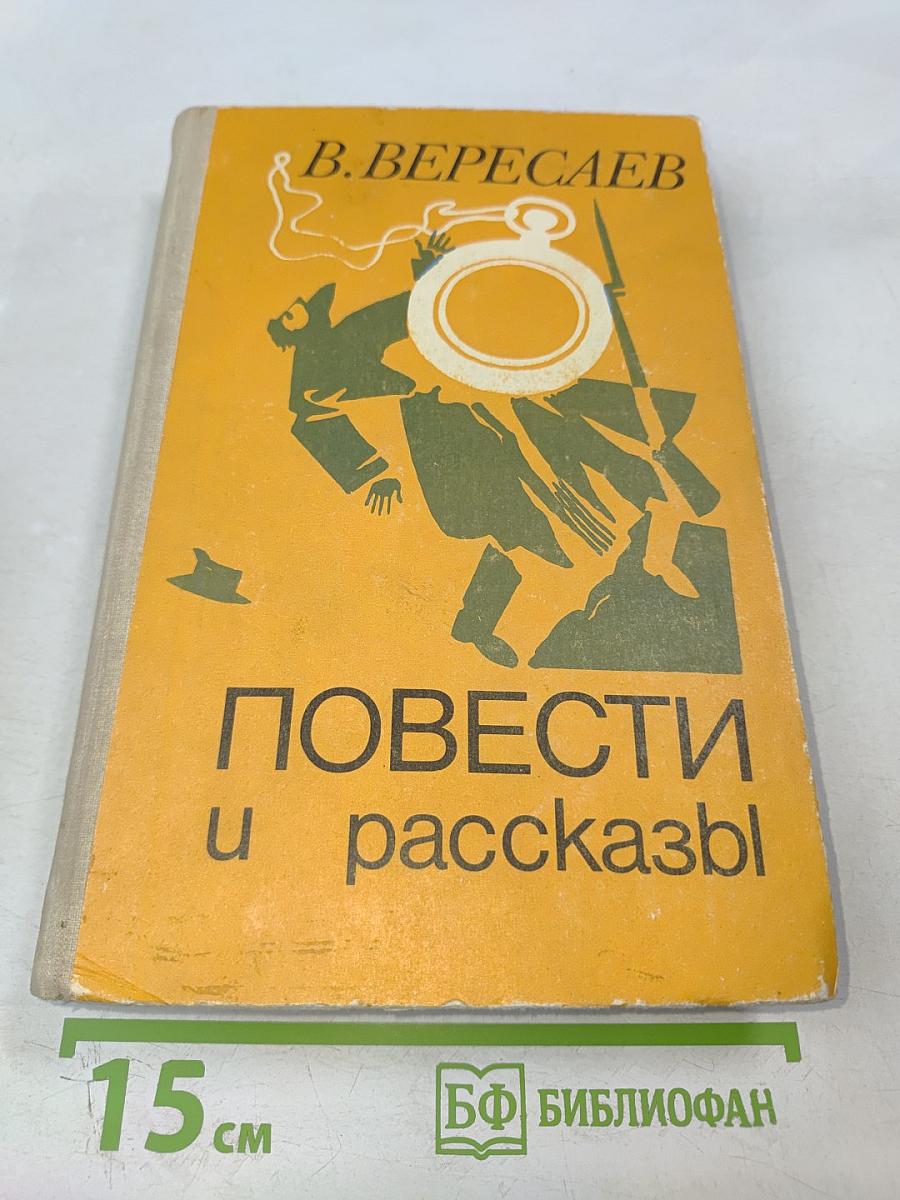 В. ВЕРЕСАЕВ
ПОВЕСТИ
и рассказы
15 см
БФ БИБЛИОФАН